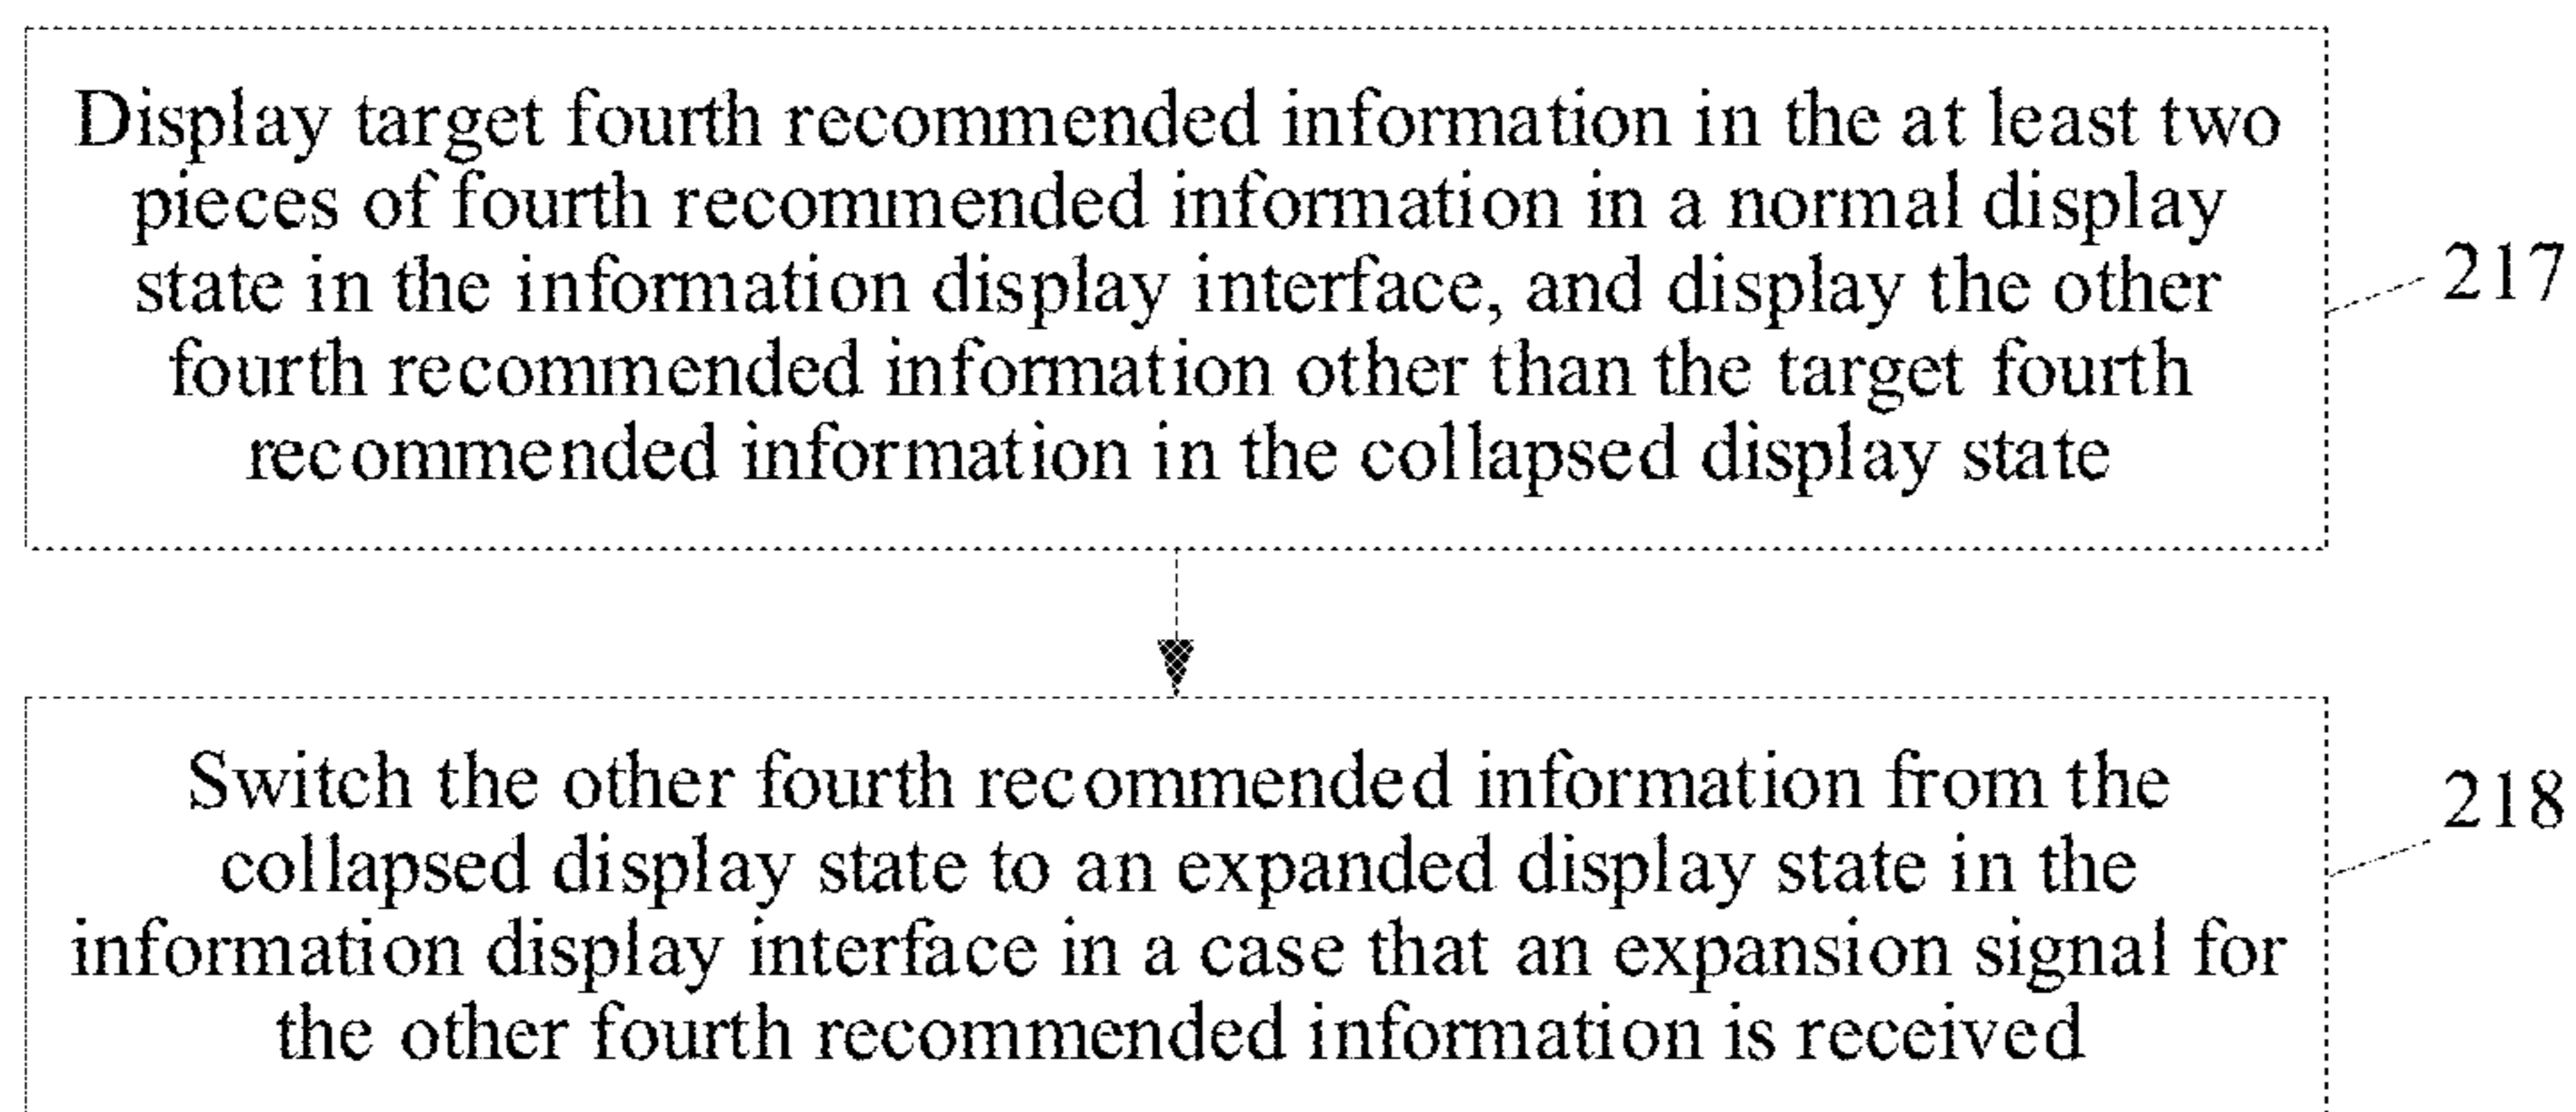 Display target fourth recommended information in the at least two
pieces of fourth recommended information in a normal display
state in the information display interface, and display the other
fourth recommended information other than the target fourth
recommended information in the collapsed display state
217
Switch the other fourth recommended information from the
collapsed display state to an expanded display state in the
information display interface in a case that an expansion signal for
the other fourth recommended information is received
218